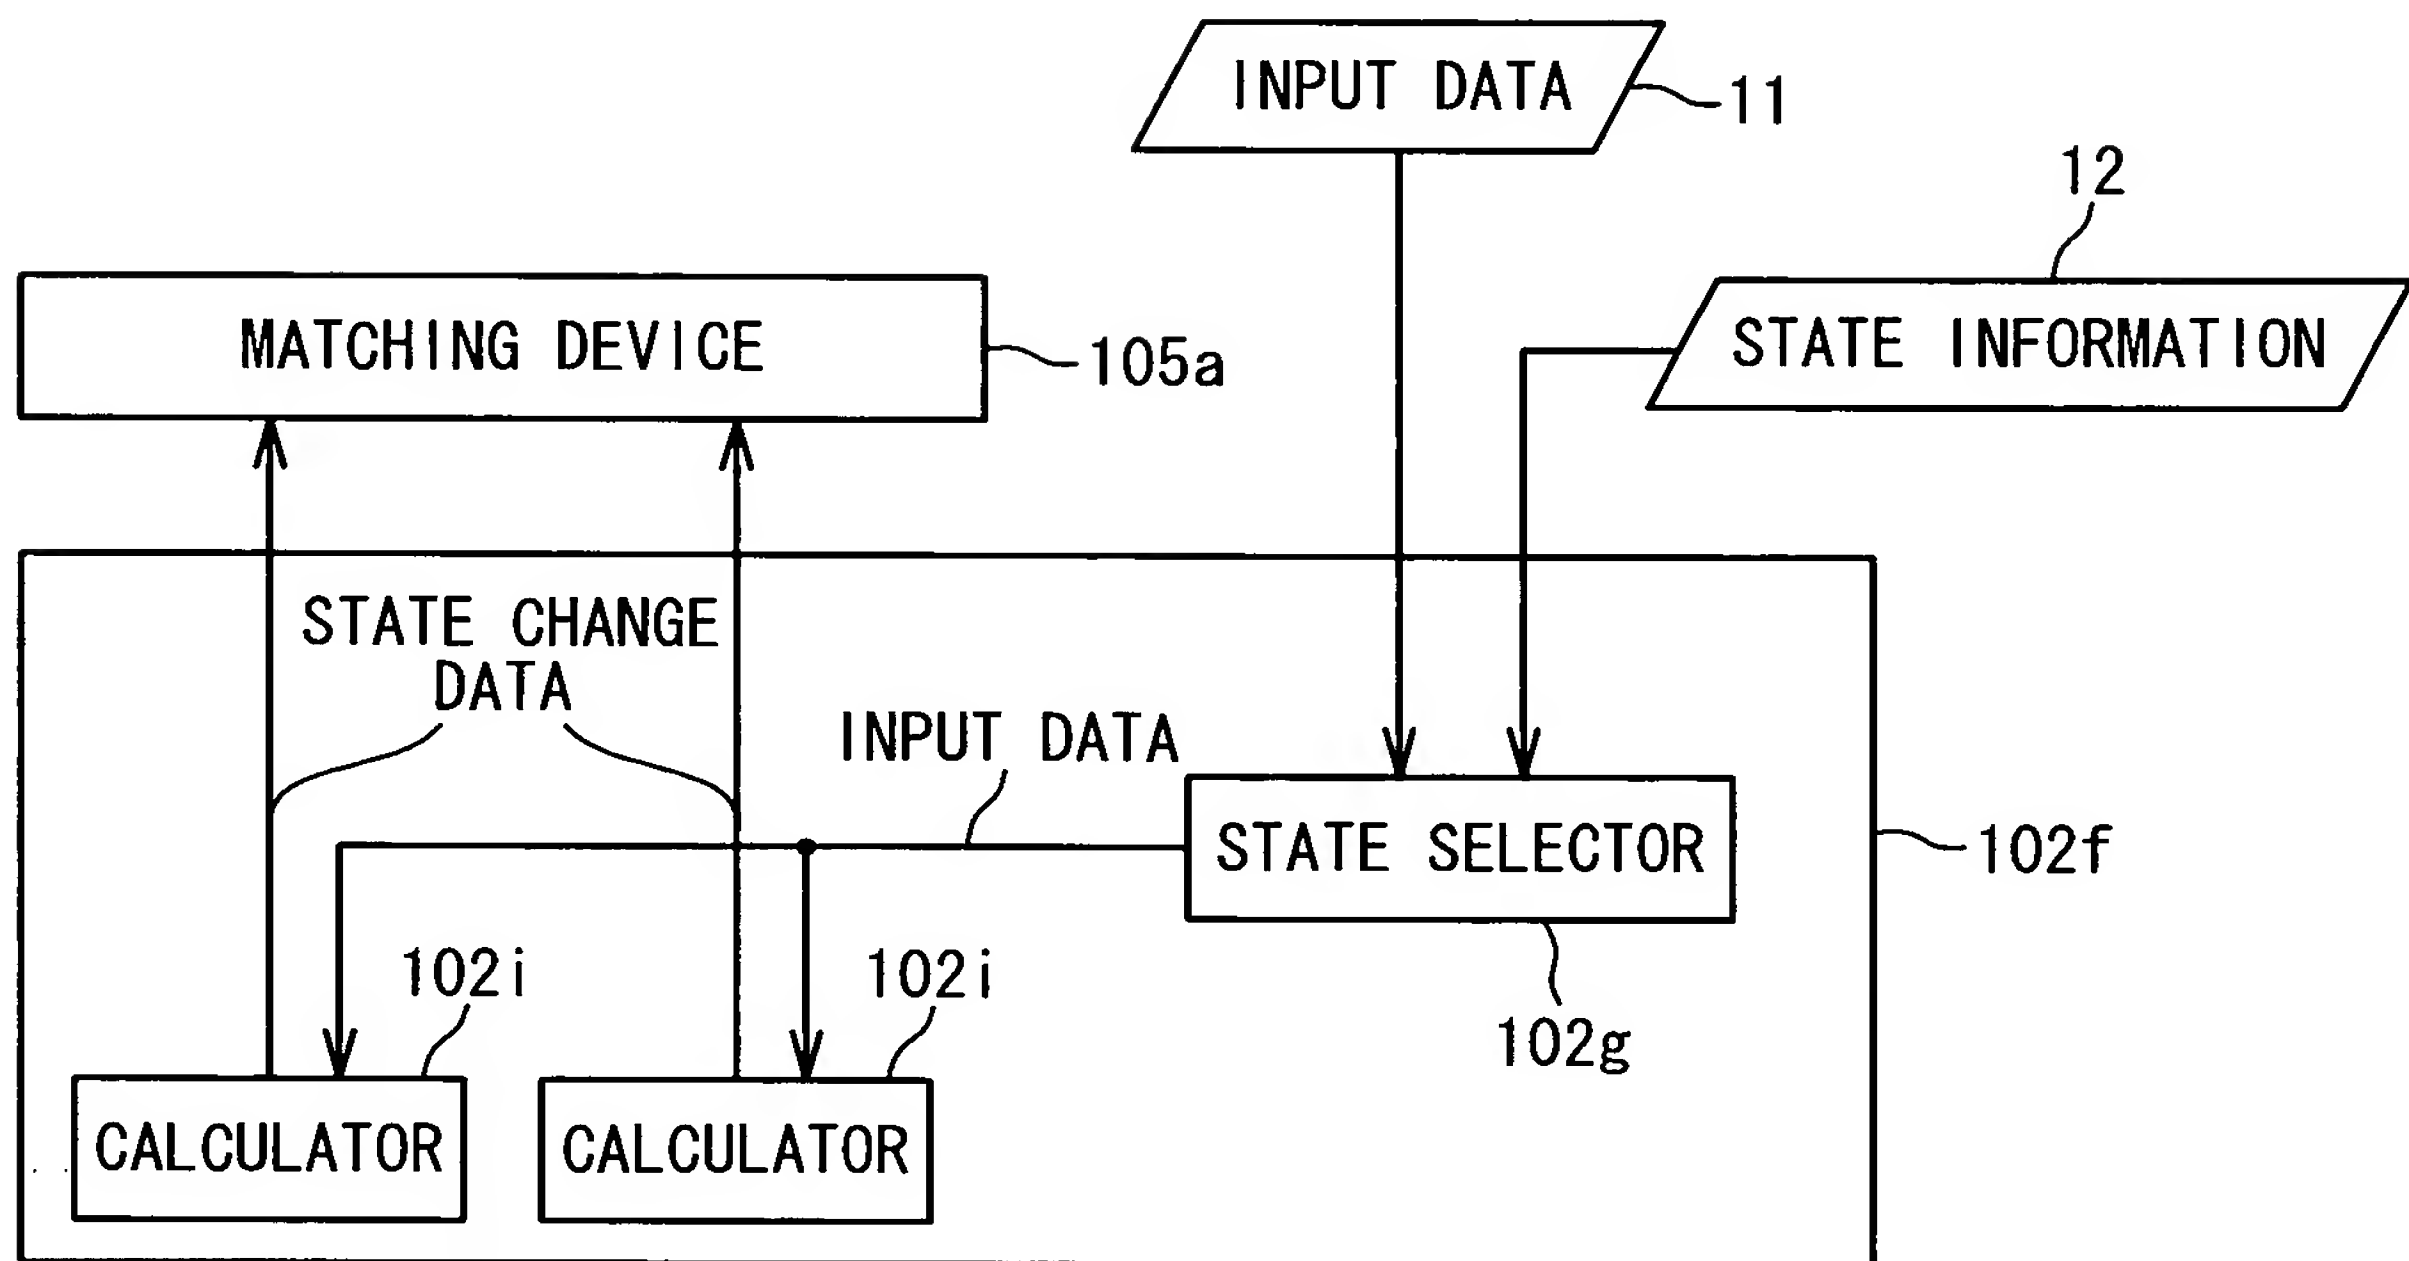 INPUT DATA
11
12
MATCHING DEVICE
105a
STATE INFORMATION
STATE CHANGE
DATA
INPUT DATA
STATE SELECTOR
102f
102i
102i
102g
CALCULATOR
CALCULATOR